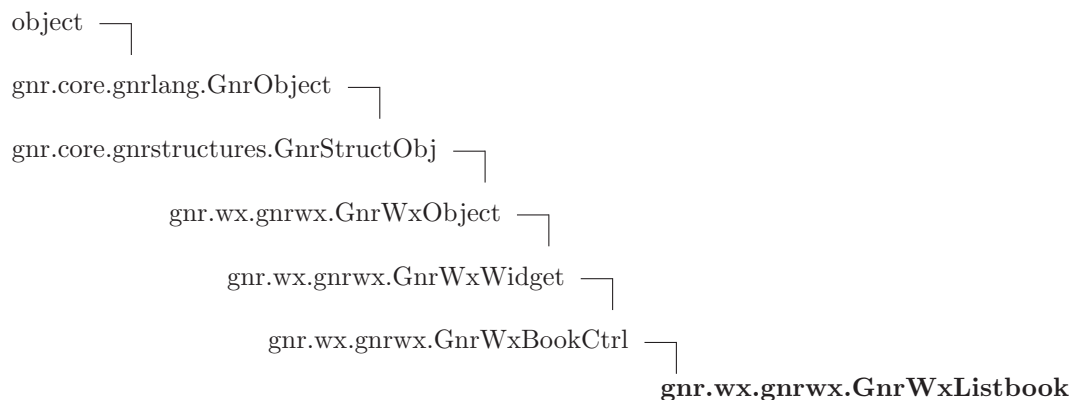 object
gnr.core.gnrlang.GnrObject
gnr.core.gnrstructures.GnrStructObj
gnr.wx.gnrwx.GnrWxObject
gnr.wx.gnrwx.GnrWxWidget
gnr.wx.gnrwx.GnrWxBookCtrl
gnr.wx.gnrwx.GnrWxListbook